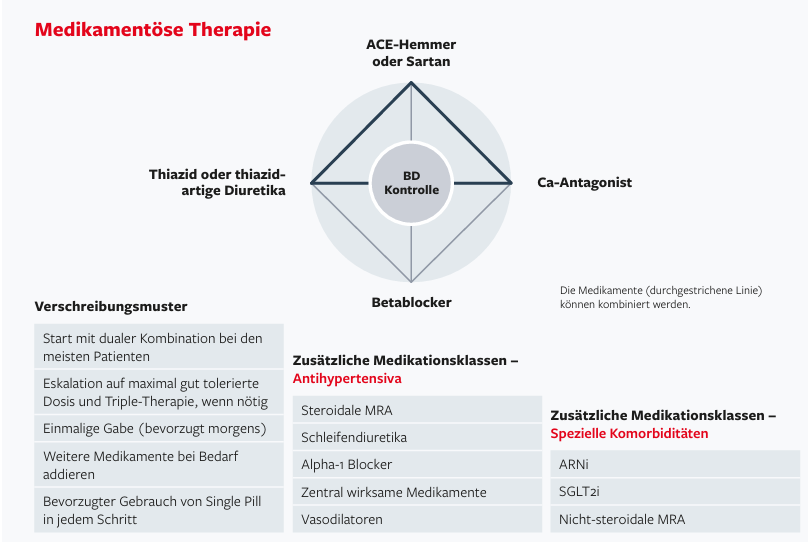 Medikamentöse Therapie
ACE-Hemmer
oder Sartan
Thiazid oder thiazid-
artige Diuretika
BD
Kontrolle
Ca-Antagonist
Betablocker
Die Medikamente (durchgestrichene Linie)
können kombiniert werden.
Verschreibungsmuster
Start mit dualer Kombination bei den
meisten Patienten
Eskalation auf maximal gut tolerierte
Dosis und Triple-Therapie, wenn nötig
Einmalige Gabe (bevorzugt morgens)
Weitere Medikamente bei Bedarf
addieren
Bevorzugter Gebrauch von Single Pill
in jedem Schritt
Zusätzliche Medikationsklassen –
Antihypertensiva
Steroidale MRA
Schleifendiuretika
Alpha-1 Blocker
Zentral wirksame Medikamente
Vasodilatoren
Zusätzliche Medikationsklassen –
Spezielle Komorbiditäten
ARNi
SGLT2i
Nicht-steroidale MRA